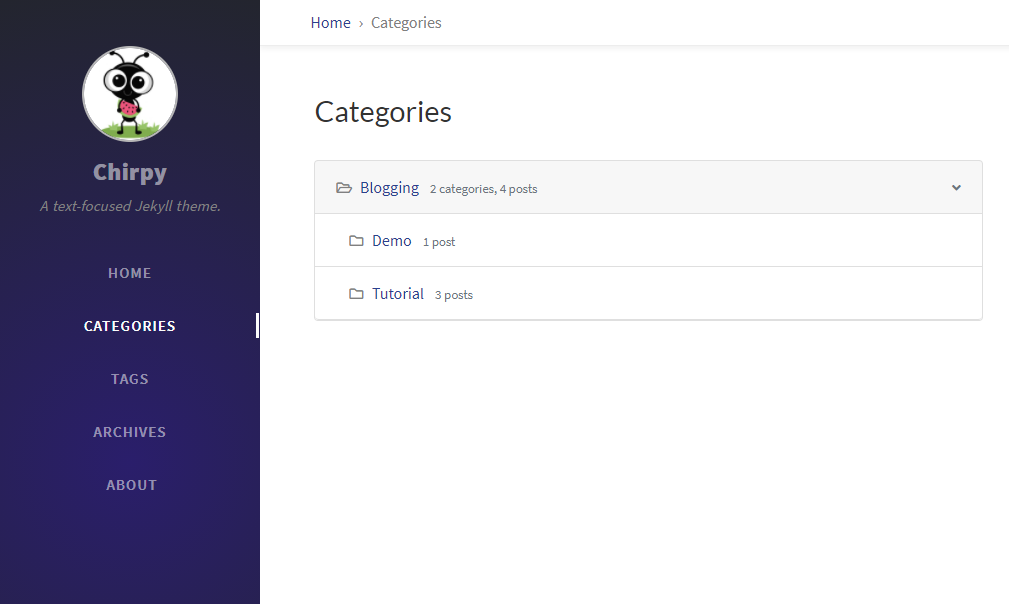 Chirpy
A text-focused Jekyll theme.
HOME
CATEGORIES
TAGS
ARCHIVES
ABOUT
Home › Categories
Categories
Blogging 2 categories, 4 posts
Demo 1 post
Tutorial 3 posts